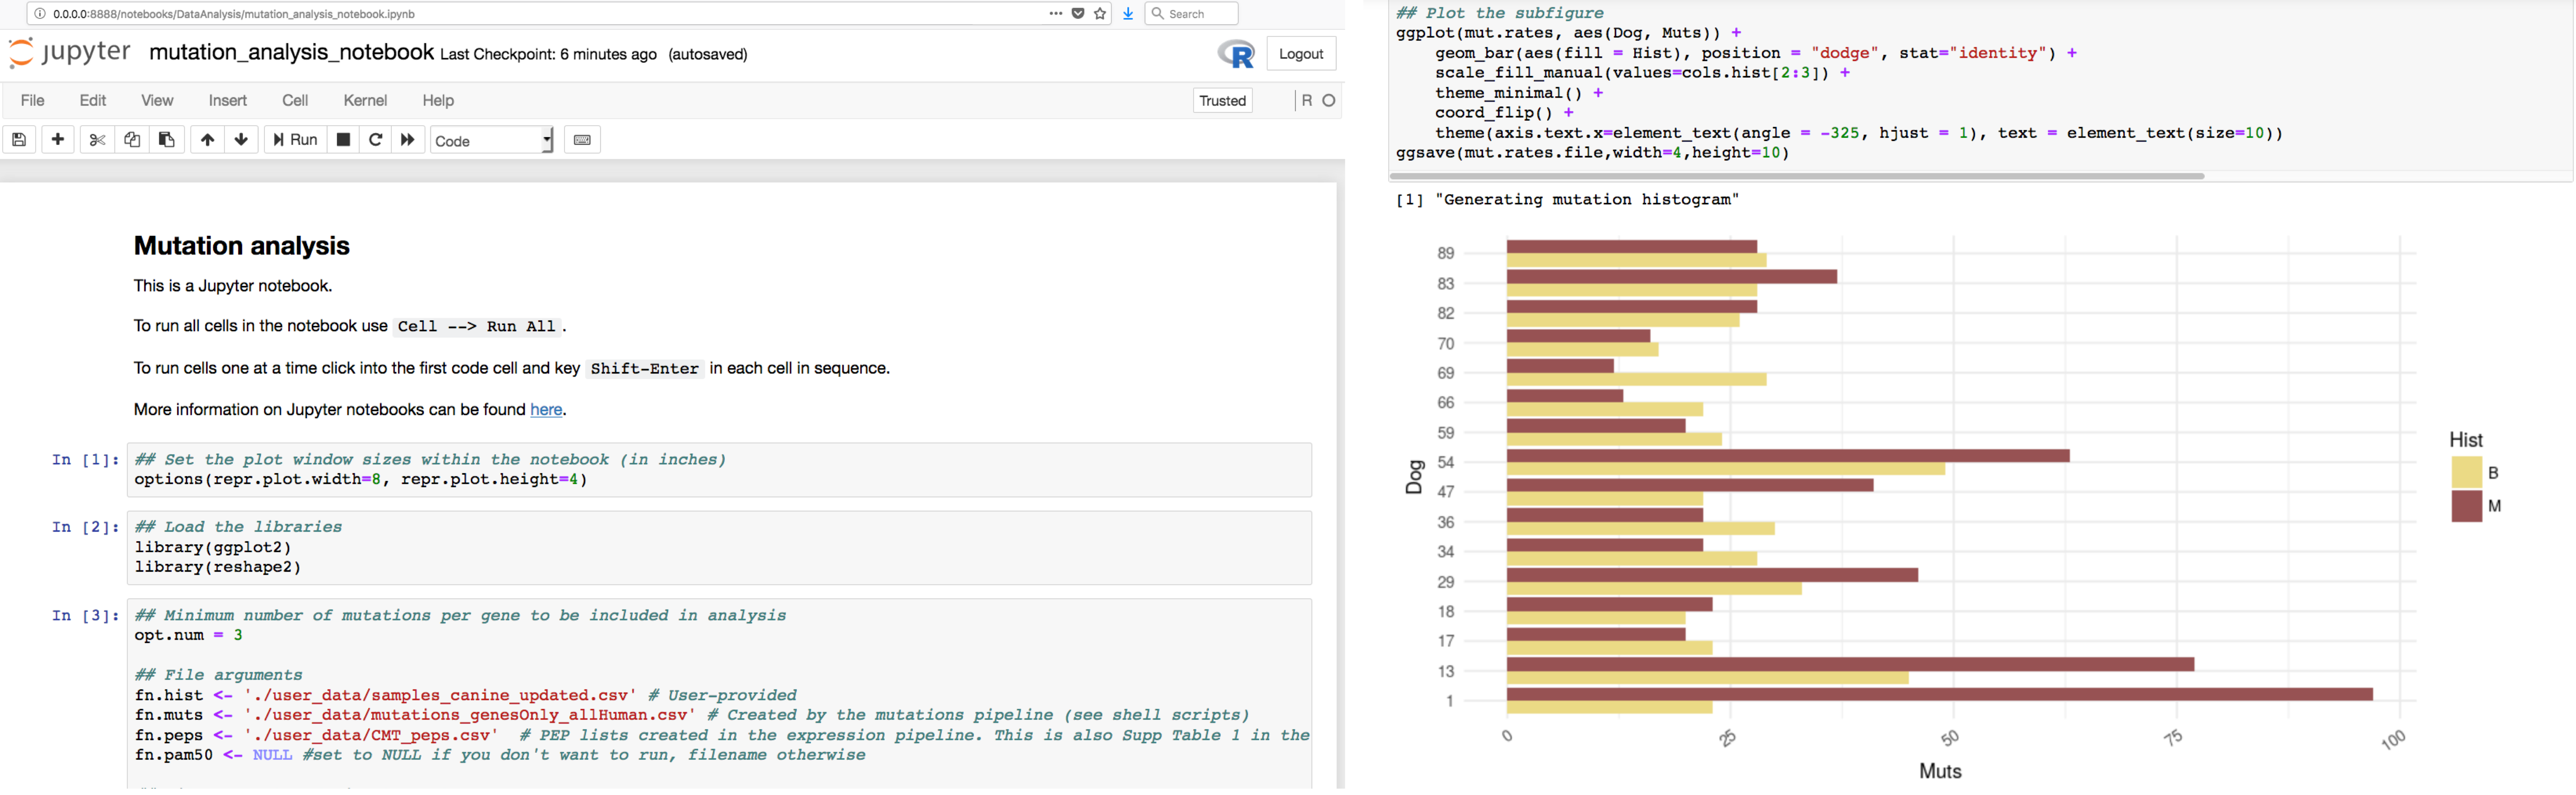 0.0.0.0:8888/notebooks/DataAnalysis/mutation_analysis_notebook.ipynb
Search
jupyter mutation_analysis_notebook Last Checkpoint: 6 minutes ago (autosaved)
R
Logout
File Edit View Insert Cell Kernel Help
Trusted
R
Run
Code
Mutation analysis
This is a Jupyter notebook.
To run all cells in the notebook use Cell --> Run All .
To run cells one at a time click into the first code cell and key Shift-Enter in each cell in sequence.
More information on Jupyter notebooks can be found here.
In [1]:
## Set the plot window sizes within the notebook (in inches)
options(repr.plot.width=8, repr.plot.height=4)
In [2]:
## Load the libraries
library(ggplot2)
library(reshape2)
In [3]:
## Minimum number of mutations per gene to be included in analysis
opt.num = 3
## File arguments
fn.hist <- './user_data/samples_canine_updated.csv' # User-provided
fn.muts <- './user_data/mutations_genesOnly_allHuman.csv' # Created by the mutations pipeline (see shell scripts)
fn.peps <- './user_data/CMT_peps.csv'  # PEP lists created in the expression pipeline. This is also Supp Table 1 in the
fn.pam50 <- NULL #set to NULL if you don't want to run, filename otherwise
## Plot the subfigure
ggplot(mut.rates, aes(Dog, Muts)) +
geom_bar(aes(fill = Hist), position = "dodge", stat="identity") +
scale_fill_manual(values=cols.hist[2:3]) +
theme_minimal() +
coord_flip() +
theme(axis.text.x=element_text(angle = -325, hjust = 1), text = element_text(size=10))
ggsave(mut.rates.file,width=4,height=10)
[1] "Generating mutation histogram"
89
83
82
70
69
66
59
54
47
36
34
29
18
17
13
1
Dog
0 25 50 75 100
Muts
Hist
B
M